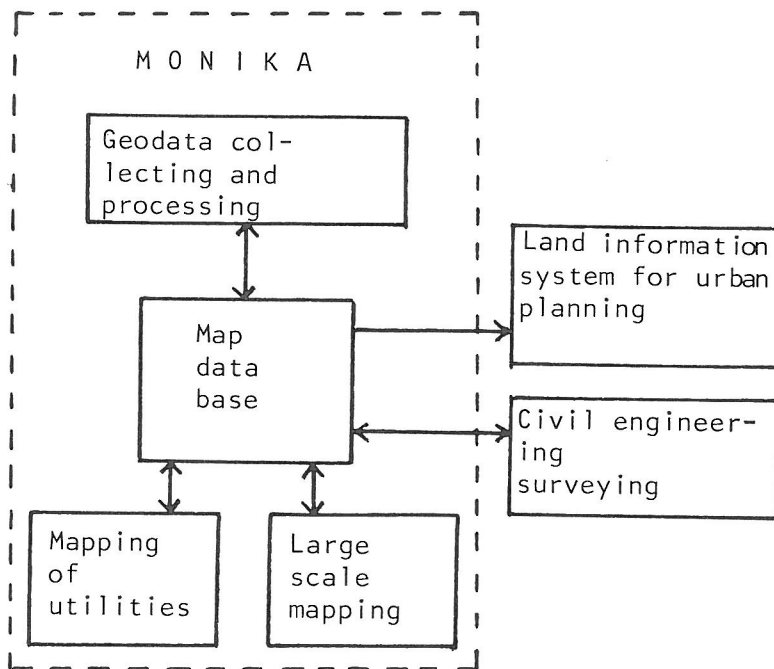 M O N I K A
Geodata col-
lecting and
processing
Land information
system for urban
planning
Map
data
base
Civil engineer-
ing
surveying
Mapping
of
utilities
Large
scale
mapping